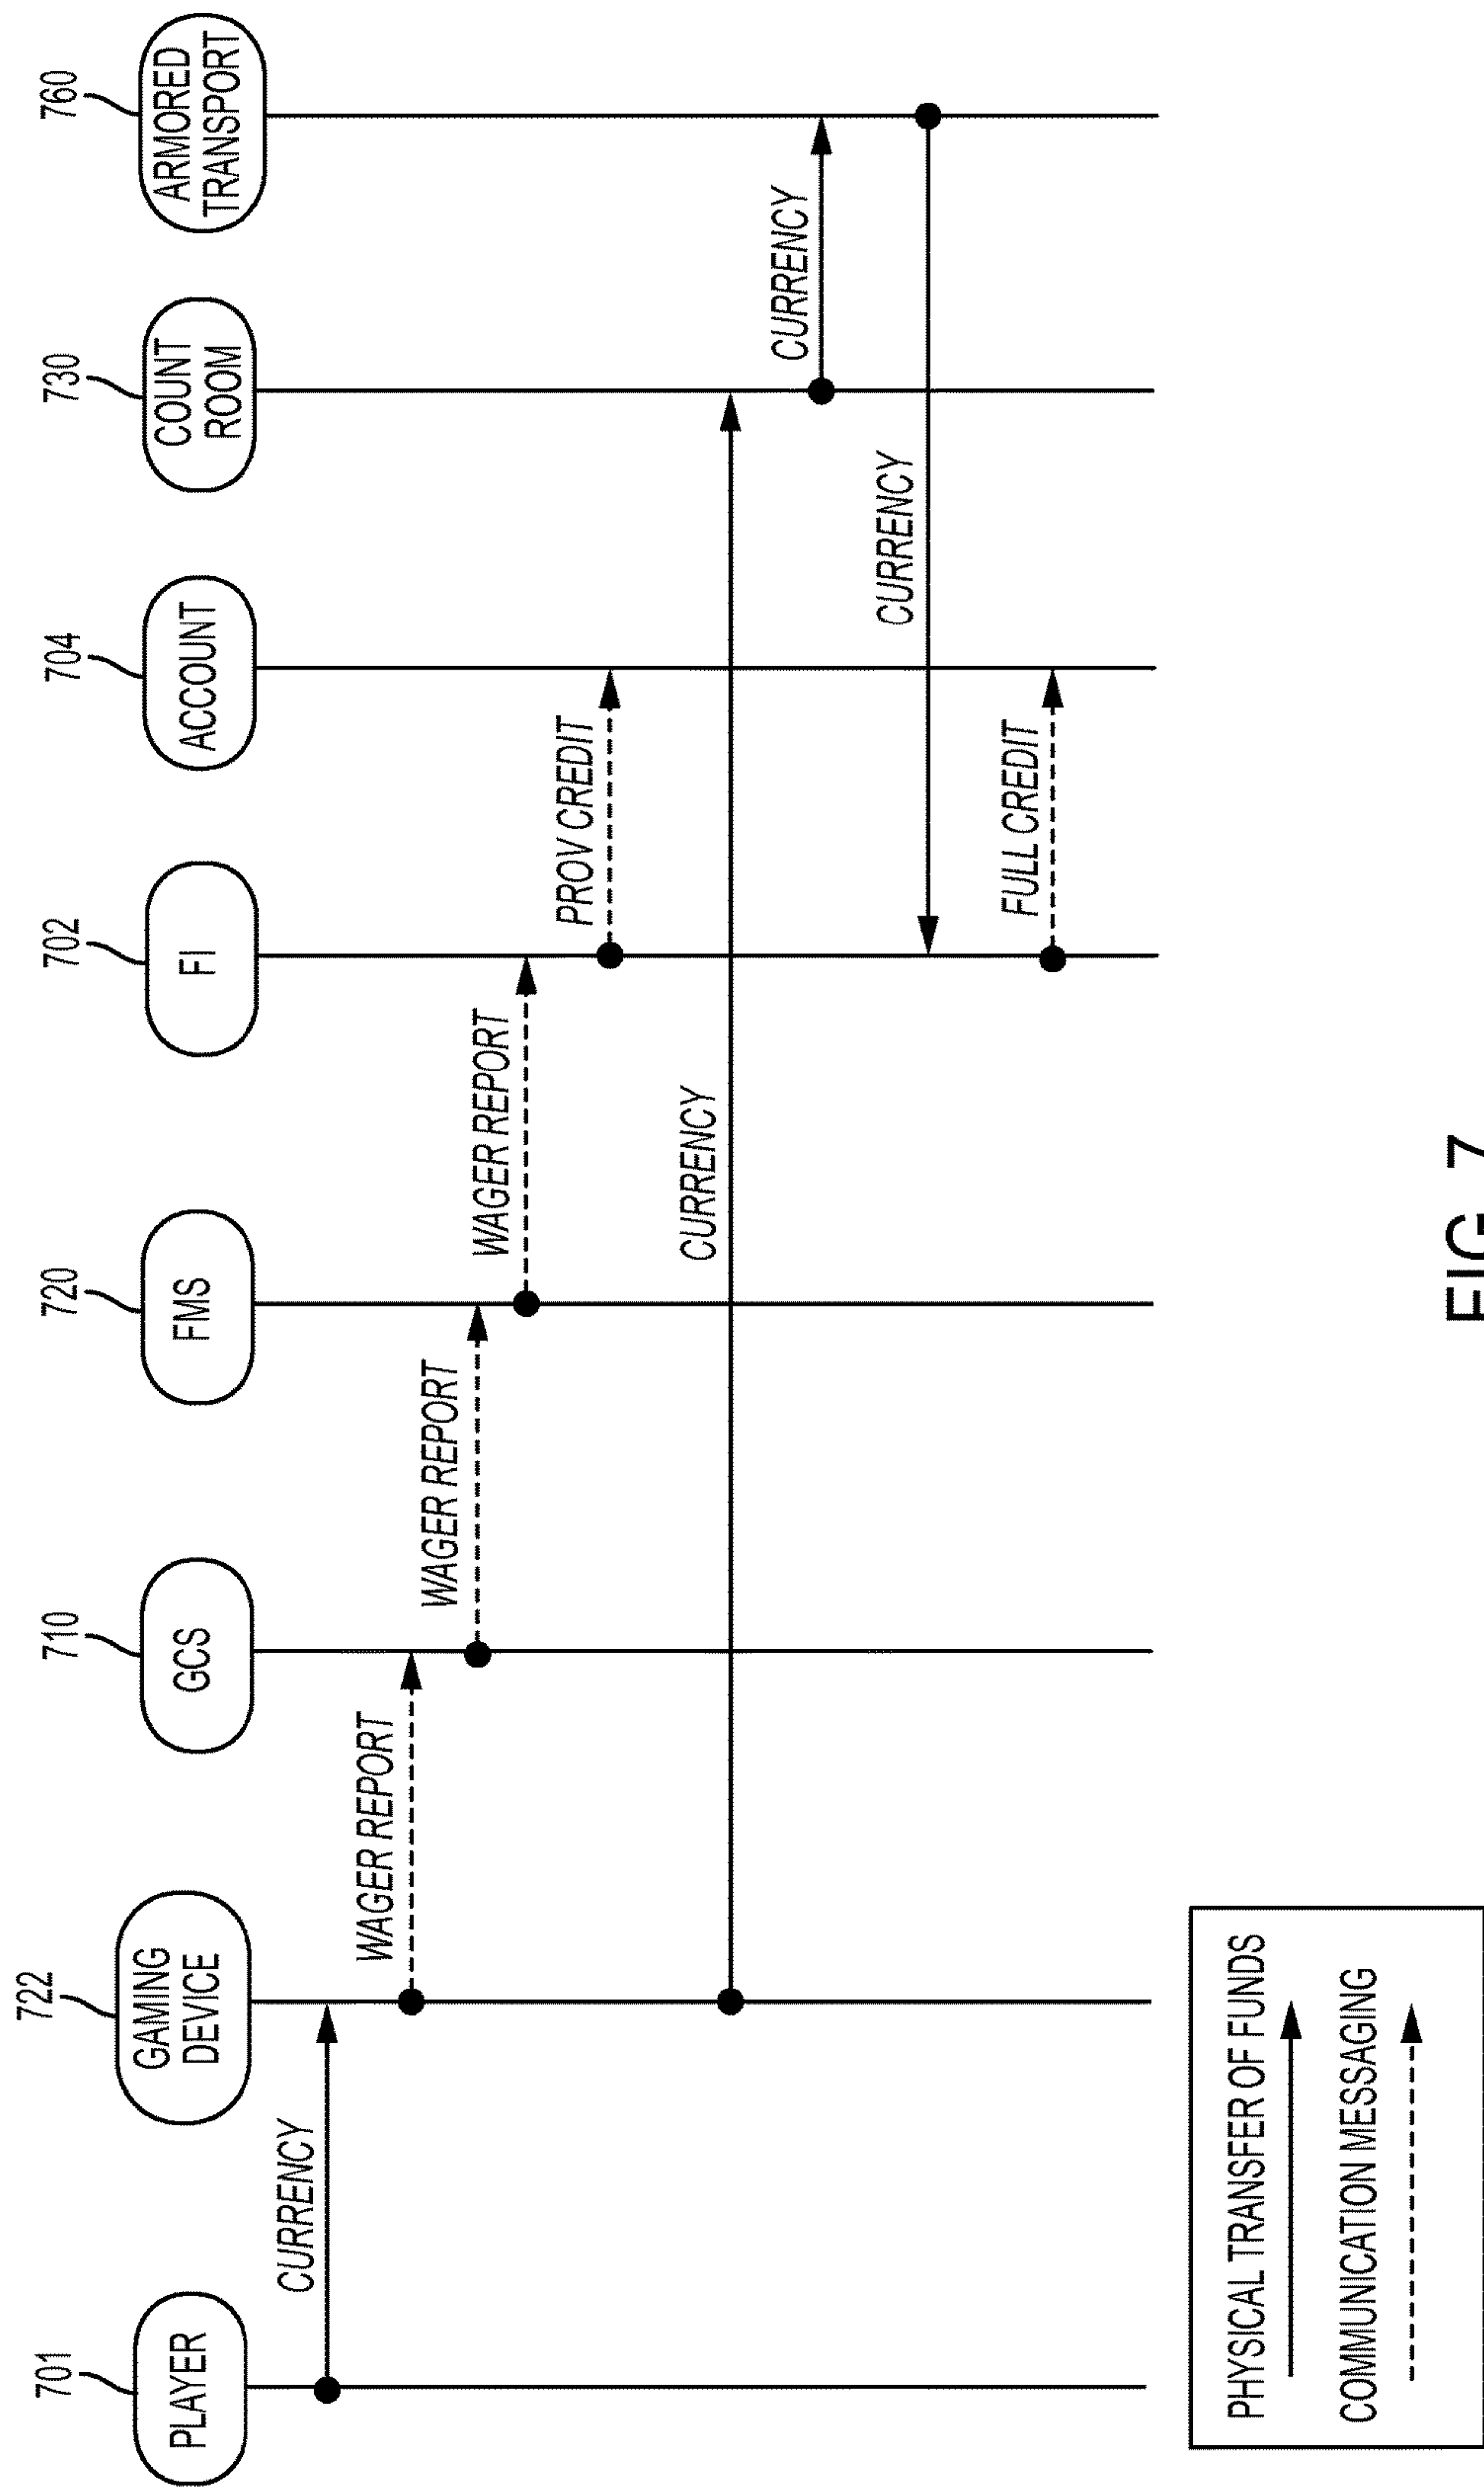 701
722
710
720
702
704
730
760
PLAYER
GAMING
DEVICE
GCS
FMS
FI
ACCOUNT
COUNT
ROOM
ARMORED
TRANSPORT
CURRENCY
WAGER REPORT
WAGER REPORT
WAGER REPORT
PROV CREDIT
CURRENCY
CURRENCY
CURRENCY
FULL CREDIT
PHYSICAL TRANSFER OF FUNDS
COMMUNICATION MESSAGING
FIG. 7